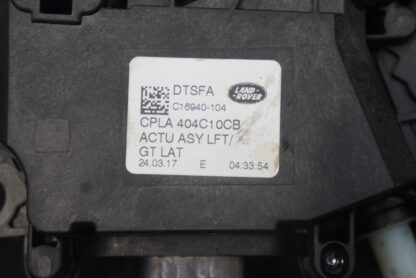 DTSFA
LAND-
ROVER
C16940-104
CPLA 404C10CB
ACTU ASY LFT/
GT LAT
24.03.17 E 04:33:54